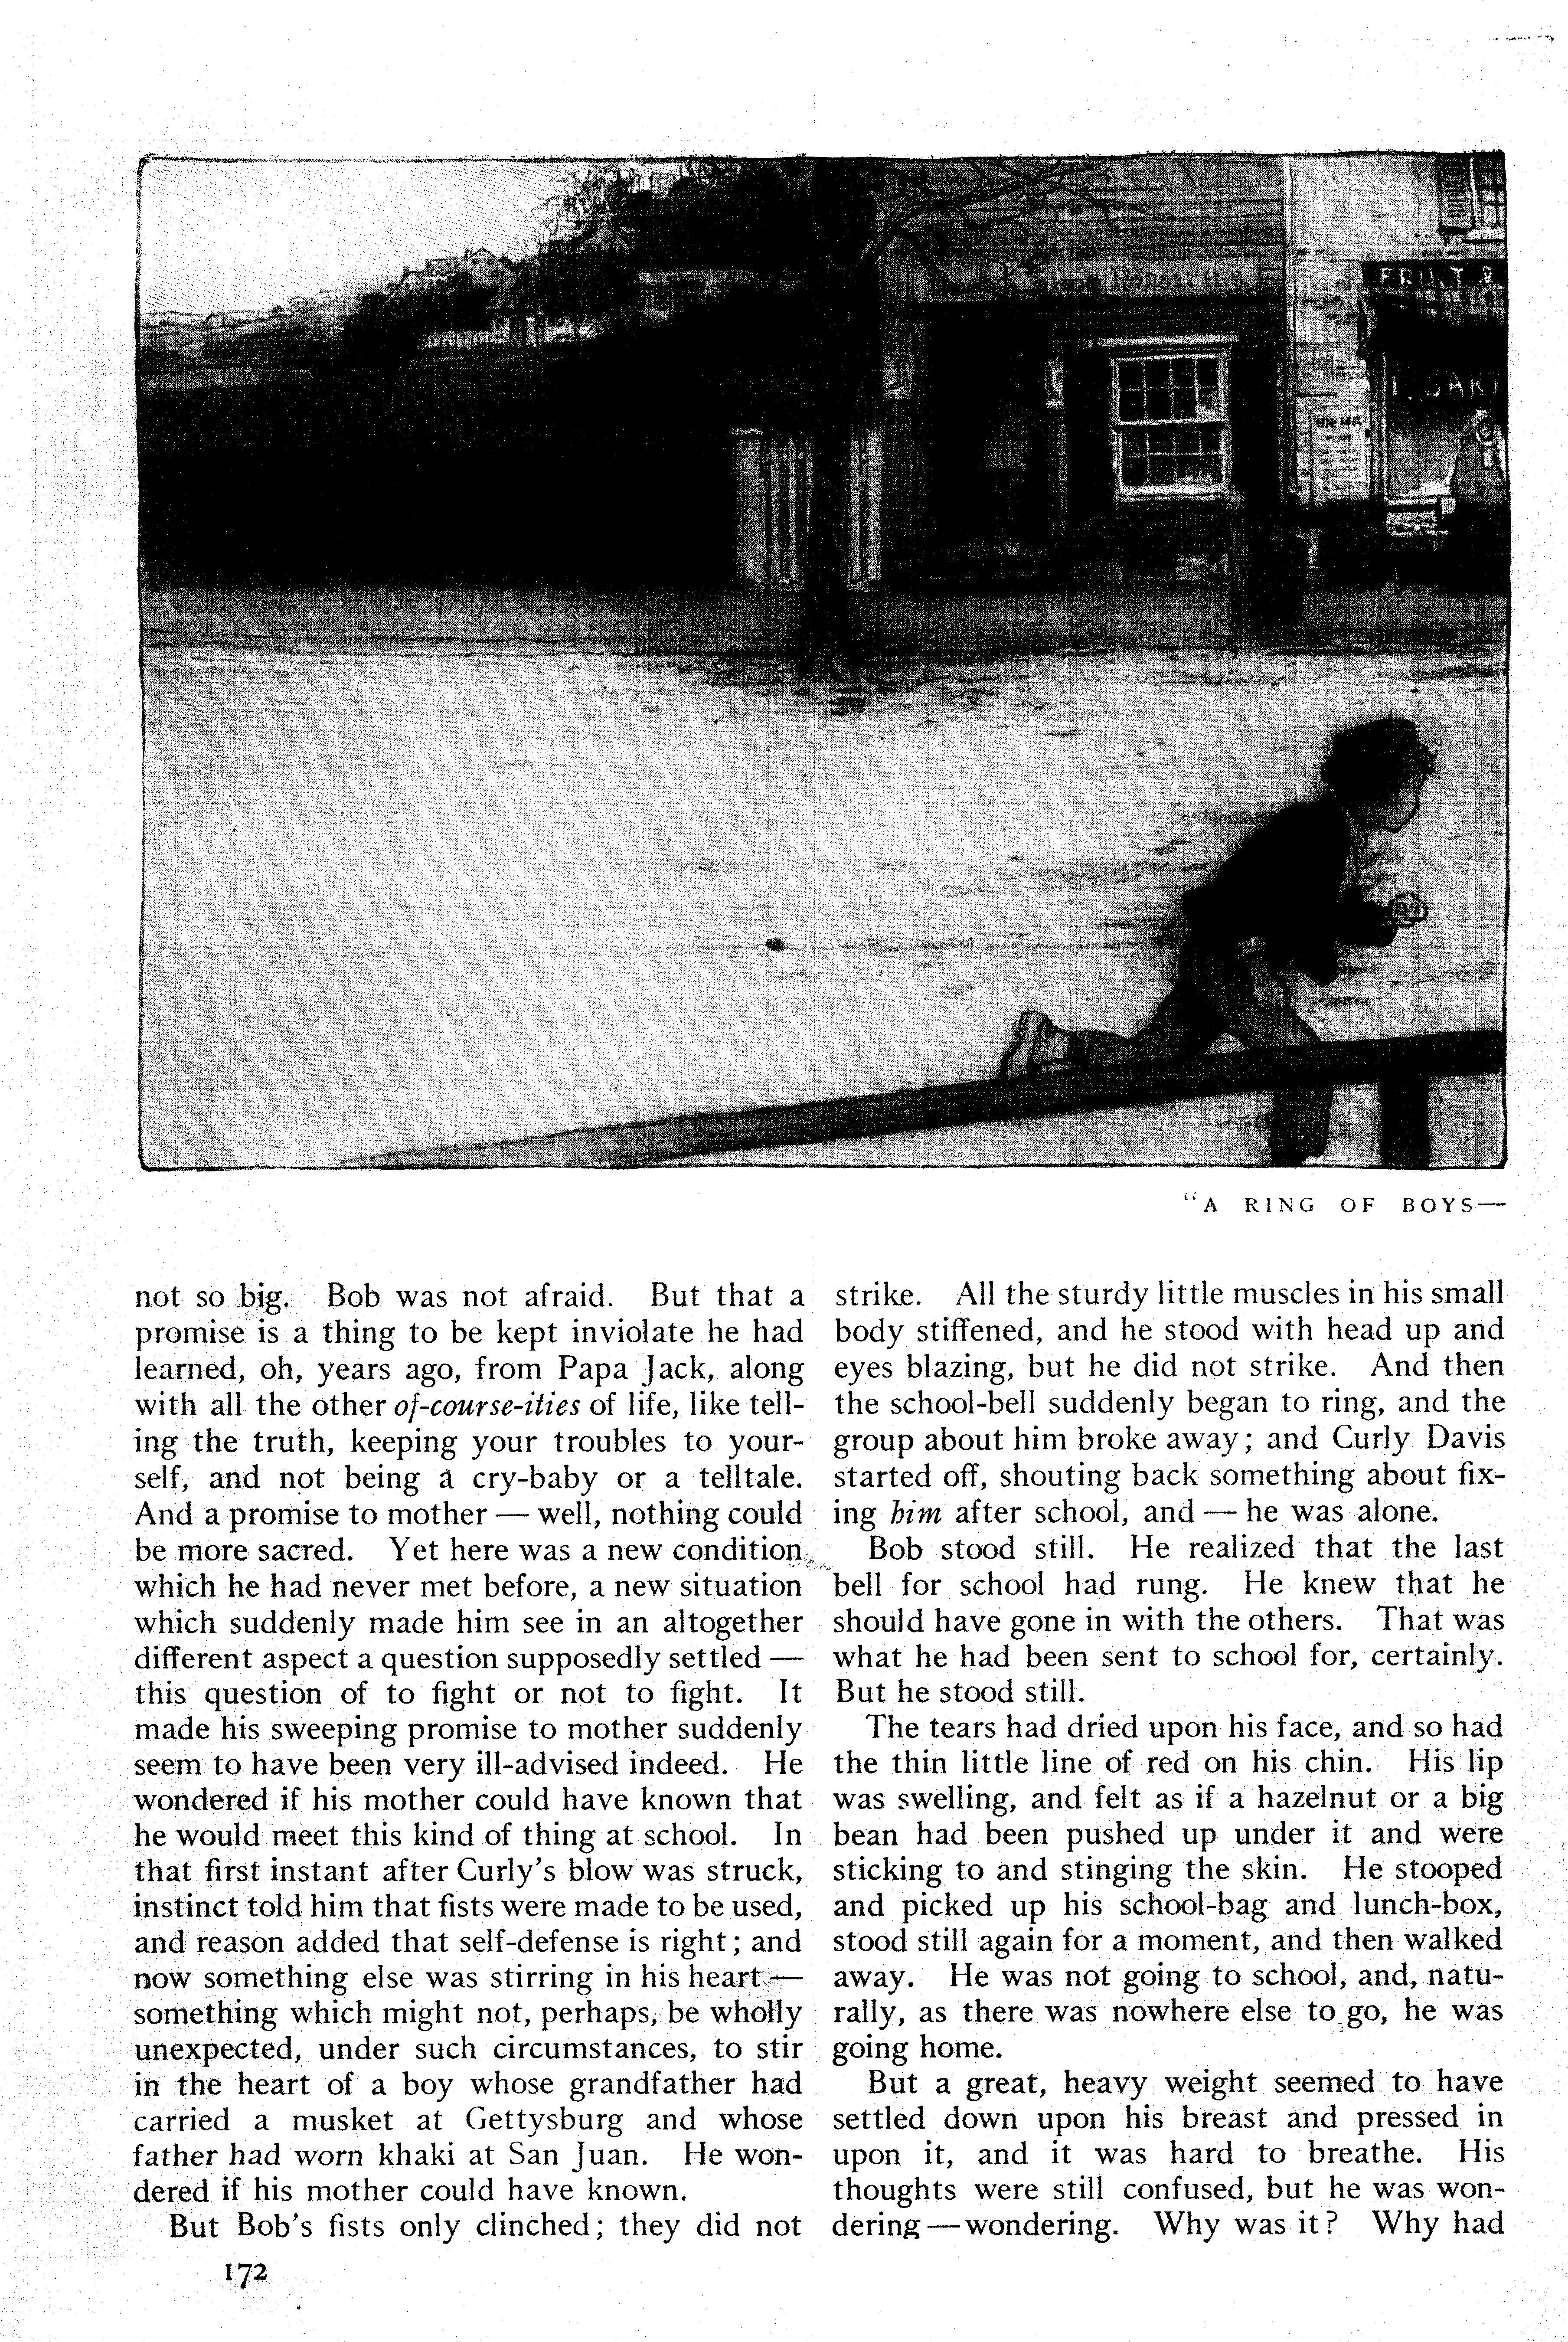 FRUIT &
"A RING OF BOYS—
not so big. Bob was not afraid. But that a
promise is a thing to be kept inviolate he had
learned, oh, years ago, from Papa Jack, along
with all the other of-course-ities of life, like tell-
ing the truth, keeping your troubles to your-
self, and not being a cry-baby or a telltale.
And a promise to mother — well, nothing could
be more sacred. Yet here was a new condition
which he had never met before, a new situation
which suddenly made him see in an altogether
different aspect a question supposedly settled —
this question of to fight or not to fight. It
made his sweeping promise to mother suddenly
seem to have been very ill-advised indeed. He
wondered if his mother could have known that
he would meet this kind of thing at school. In
that first instant after Curly's blow was struck,
instinct told him that fists were made to be used,
and reason added that self-defense is right; and
now something else was stirring in his heart —
something which might not, perhaps, be wholly
unexpected, under such circumstances, to stir
in the heart of a boy whose grandfather had
carried a musket at Gettysburg and whose
father had worn khaki at San Juan. He won-
dered if his mother could have known.
But Bob's fists only clinched; they did not
strike. All the sturdy little muscles in his small
body stiffened, and he stood with head up and
eyes blazing, but he did not strike. And then
the school-bell suddenly began to ring, and the
group about him broke away; and Curly Davis
started off, shouting back something about fix-
ing him after school, and — he was alone.
Bob stood still. He realized that the last
bell for school had rung. He knew that he
should have gone in with the others. That was
what he had been sent to school for, certainly.
But he stood still.
The tears had dried upon his face, and so had
the thin little line of red on his chin. His lip
was swelling, and felt as if a hazelnut or a big
bean had been pushed up under it and were
sticking to and stinging the skin. He stooped
and picked up his school-bag and lunch-box,
stood still again for a moment, and then walked
away. He was not going to school, and, natu-
rally, as there was nowhere else to go, he was
going home.
But a great, heavy weight seemed to have
settled down upon his breast and pressed in
upon it, and it was hard to breathe. His
thoughts were still confused, but he was won-
dering — wondering. Why was it? Why had
172